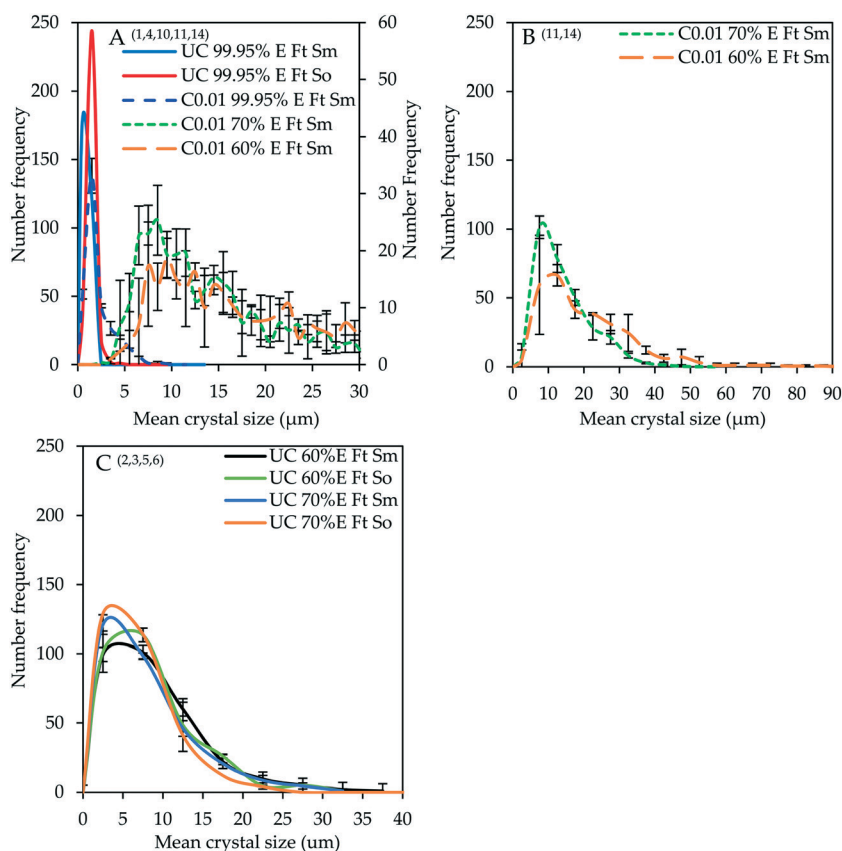 A (1,4,10,11,14)
UC 99.95% E Ft Sm
UC 99.95% E Ft So
C0.01 99.95% E Ft Sm
C0.01 70% E Ft Sm
C0.01 60% E Ft Sm
Number frequency
250
200
150
100
50
0
60
50
40
30
20
10
0
Number Frequency
0 5 10 15 20 25 30
Mean crystal size (μm)
B (11,14)
C0.01 70% E Ft Sm
C0.01 60% E Ft Sm
Number frequency
250
200
150
100
50
0
0 10 20 30 40 50 60 70 80 90
Mean crystal size (μm)
C (2,3,5,6)
UC 60%E Ft Sm
UC 60%E Ft So
UC 70%E Ft Sm
UC 70%E Ft So
Number frequency
250
200
150
100
50
0
0 5 10 15 20 25 30 35 40
Mean crystal size (um)